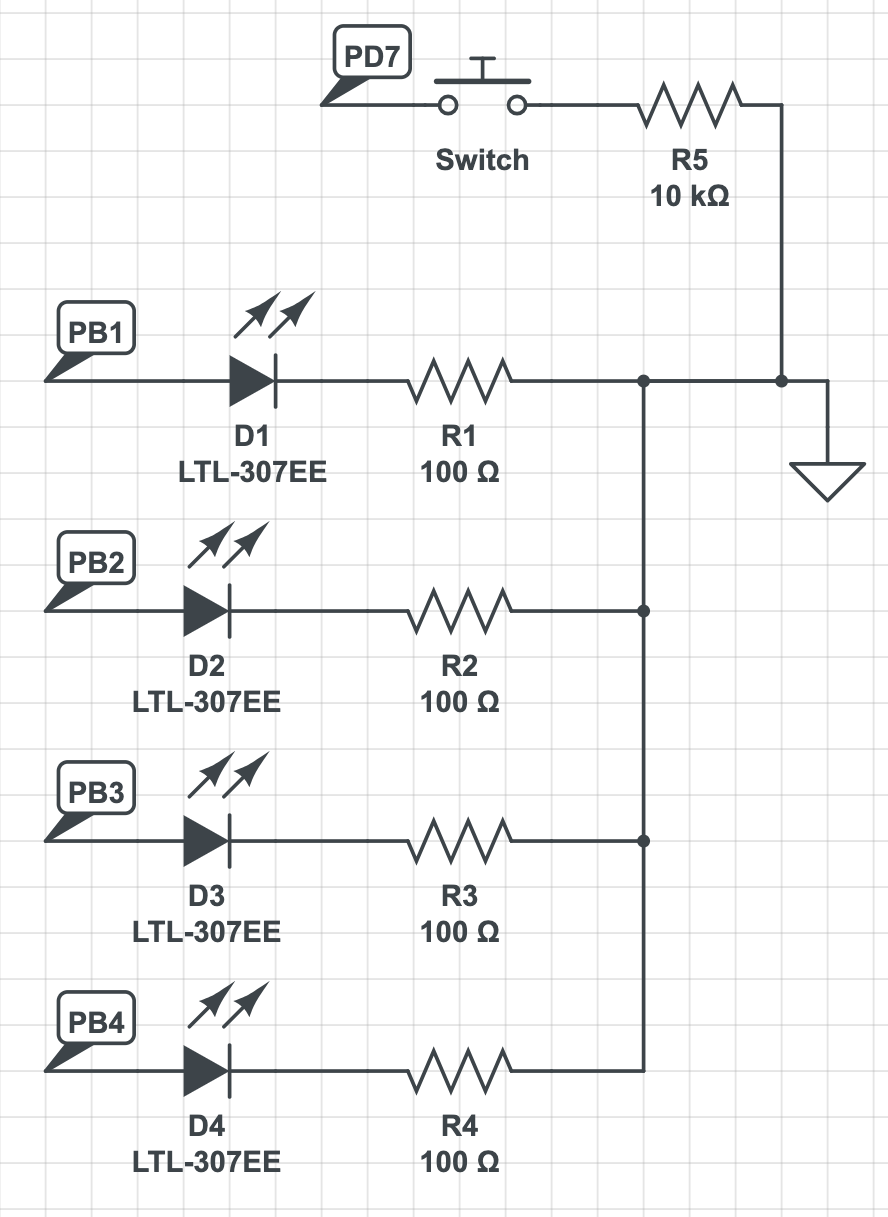 PD7
Switch
R5
10 kΩ
PB1
D1
LTL-307EE
R1
100 Ω
PB2
D2
LTL-307EE
R2
100 Ω
PB3
D3
LTL-307EE
R3
100 Ω
PB4
D4
LTL-307EE
R4
100 Ω